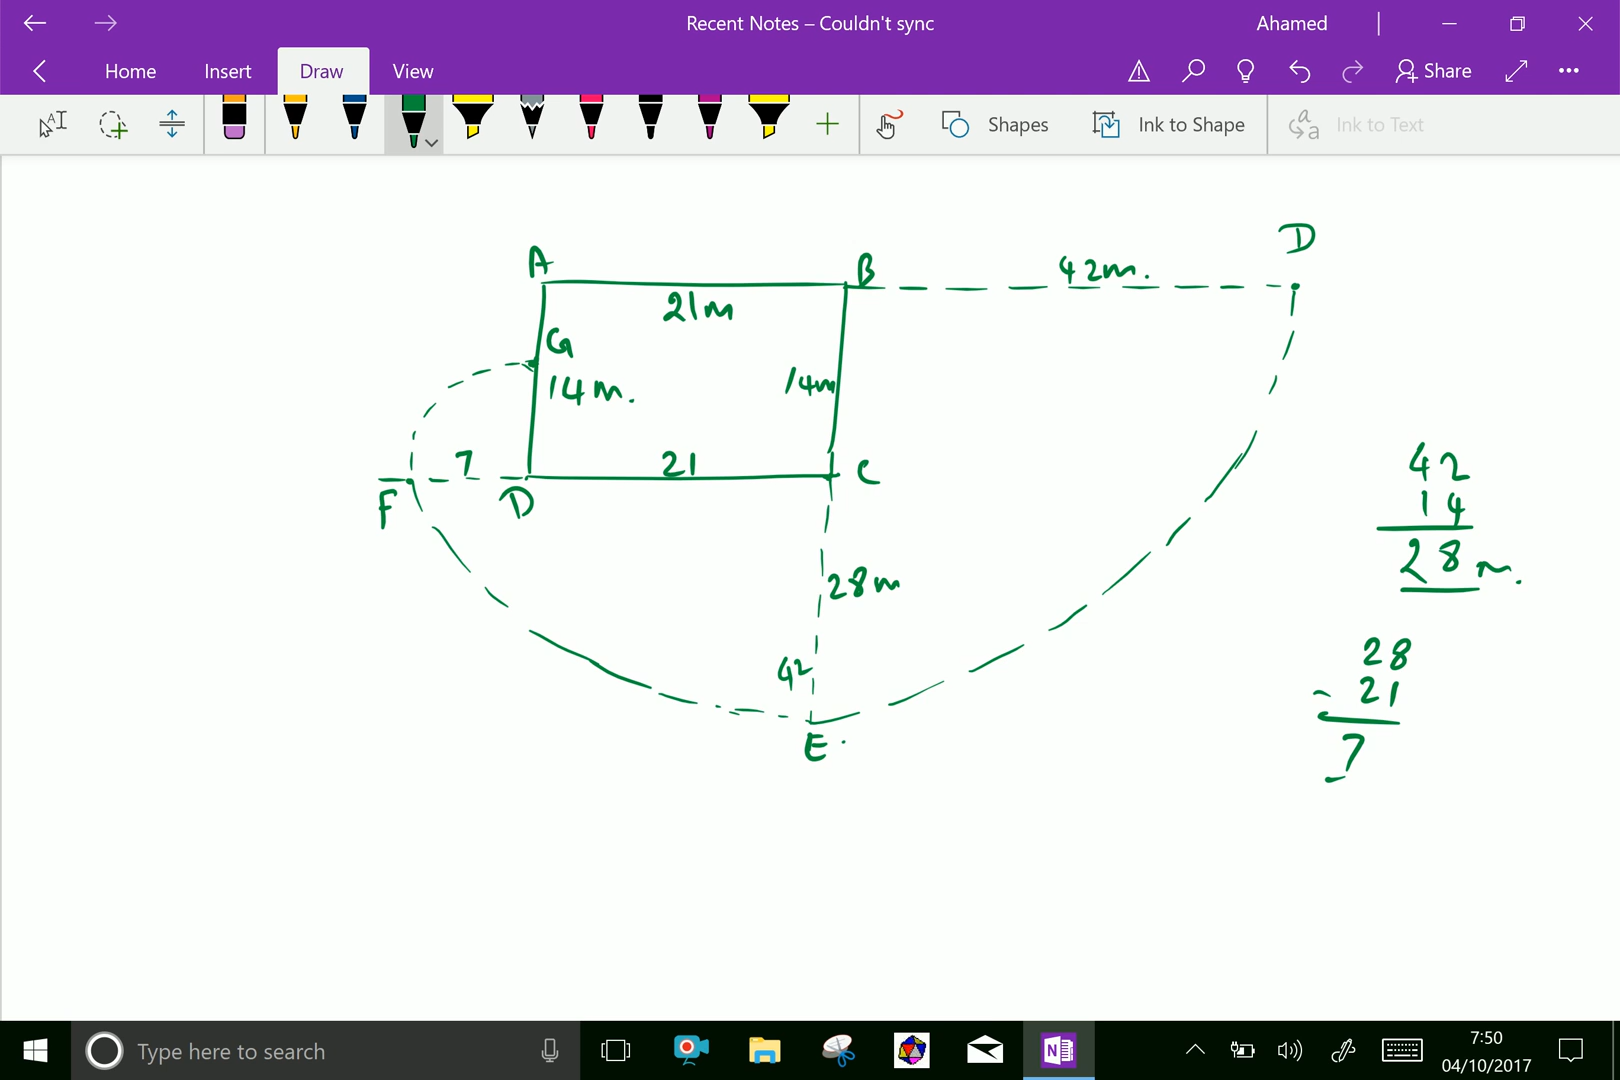 Recent Notes – Couldn't sync
Ahamed
Home
Insert
Draw
View
Share
Shapes
Ink to Shape
Ink to Text
A
B
42m.
D
21m
G
14m.
14m
F
7
D
21
C
28m
42
E.
42
14
28m.
28
- 21
7
Type here to search
7:50
04/10/2017